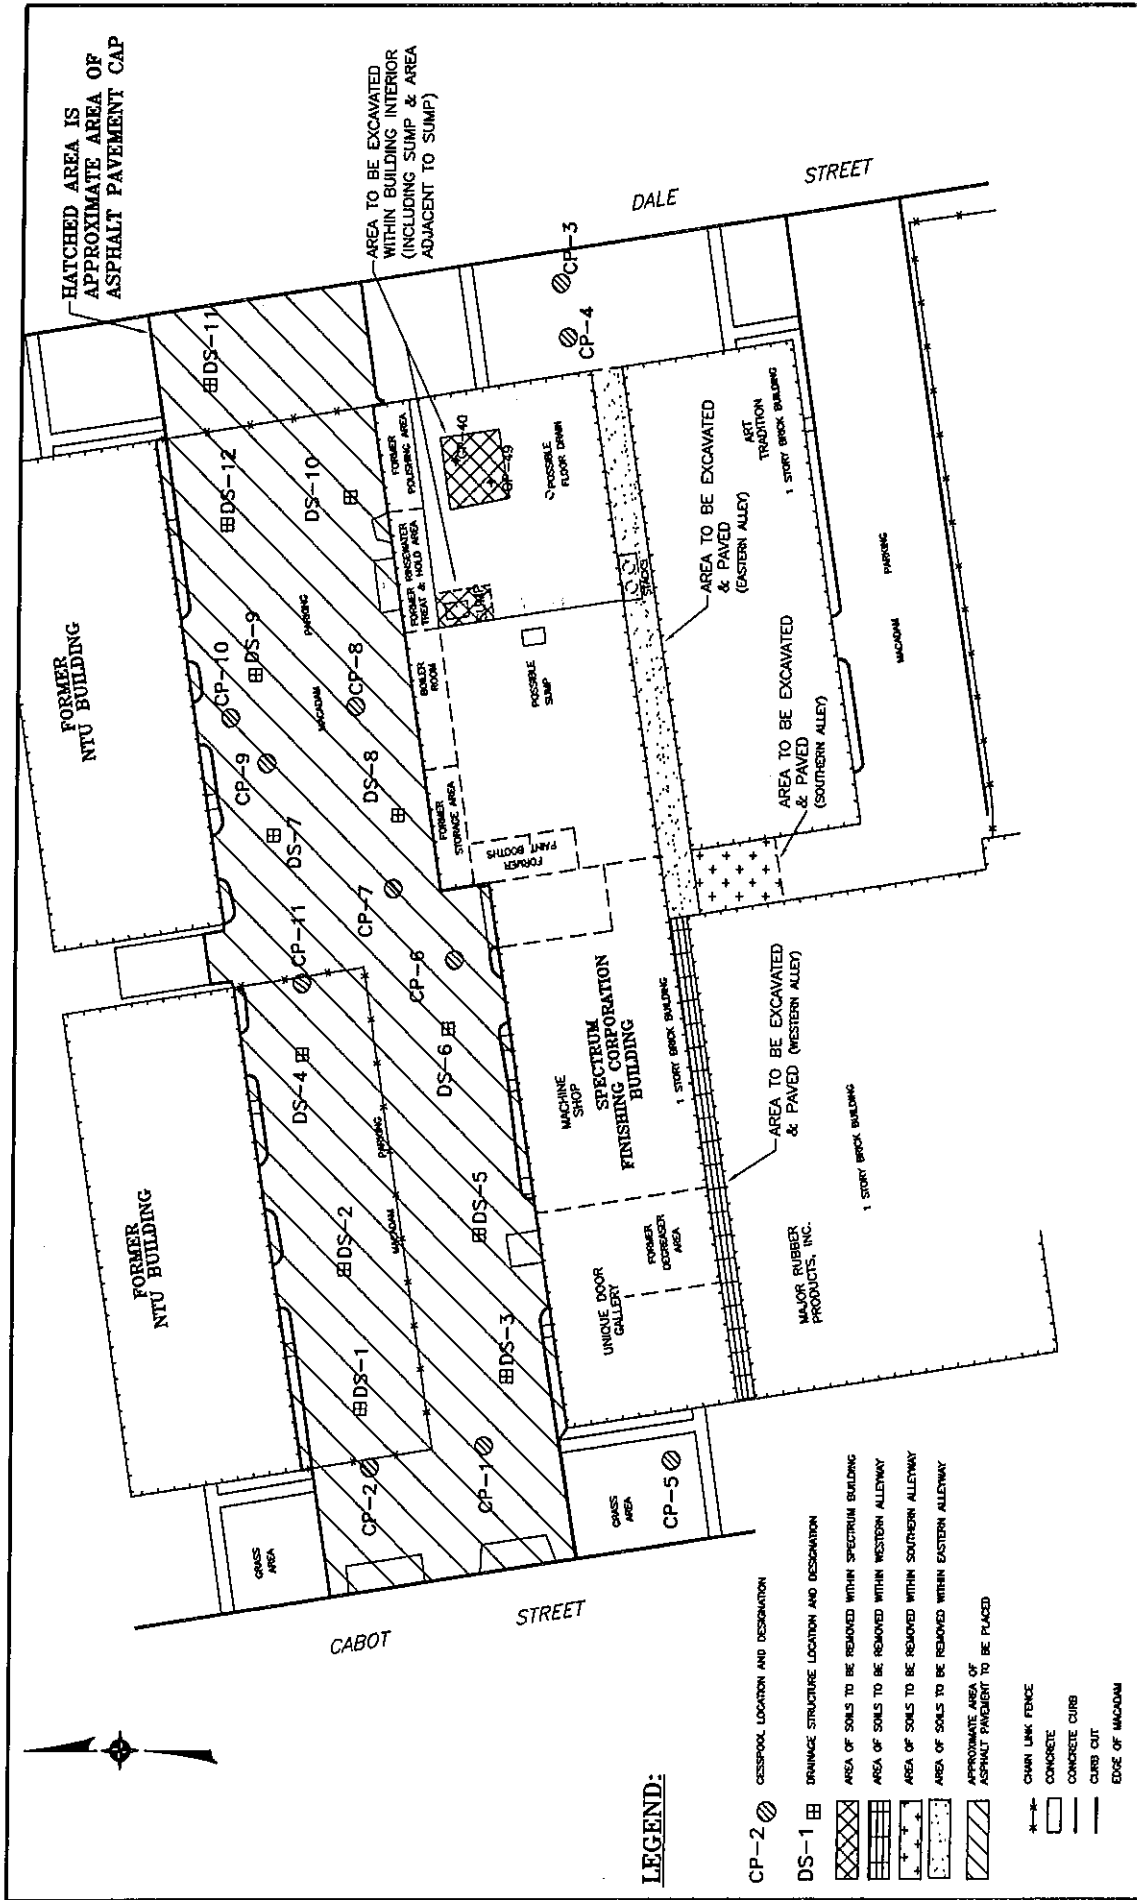 HATCHED AREA IS
APPROXIMATE AREA OF
ASPHALT PAVEMENT CAP
AREA TO BE EXCAVATED
WITHIN BUILDING INTERIOR
(INCLUDING SUMP & AREA
ADJACENT TO SUMP)
DALE
STREET
FORMER
NTU BUILDING
FORMER
NTU BUILDING
DS-11
DS-12
DS-10
DS-9
CP-10
CP-9
CP-8
DS-8
DS-7
CP-7
CP-11
CP-6
DS-6
DS-4
DS-5
DS-2
DS-3
DS-1
CP-2
CP-1
CP-3
CP-4
CP-5
PARKING
MACADAM
PARKING
MACADAM
FORMER
POLISHING AREA
FORMER RINSEWATER
TREAT & HOLD AREA
BOILER
ROOM
FORMER
STORAGE AREA
FORMER
PAINT BOOTHS
SUMP
GP-40
GP-49
POSSIBLE
FLOOR DRAIN
POSSIBLE
SUMP
STACKS
AREA TO BE EXCAVATED
& PAVED
(EASTERN ALLEY)
ART
TRADITION
1 STORY BRICK BUILDING
AREA TO BE EXCAVATED
& PAVED
(SOUTHERN ALLEY)
PARKING
MACADAM
MACHINE
SHOP
SPECTRUM
FINISHING CORPORATION
BUILDING
1 STORY BRICK BUILDING
AREA TO BE EXCAVATED
& PAVED (WESTERN ALLEY)
UNIQUE DOOR
GALLERY
FORMER
DEGREASER
AREA
MAJOR RUBBER
PRODUCTS, INC.
1 STORY BRICK BUILDING
GRASS
AREA
GRASS
AREA
CABOT
STREET
LEGEND:
CP-2 CESSPOOL LOCATION AND DESIGNATION
DS-1 DRAINAGE STRUCTURE LOCATION AND DESIGNATION
AREA OF SOILS TO BE REMOVED WITHIN SPECTRUM BUILDING
AREA OF SOILS TO BE REMOVED WITHIN WESTERN ALLEYWAY
AREA OF SOILS TO BE REMOVED WITHIN SOUTHERN ALLEYWAY
AREA OF SOILS TO BE REMOVED WITHIN EASTERN ALLEYWAY
APPROXIMATE AREA OF
ASPHALT PAVEMENT TO BE PLACED
CHAIN LINK FENCE
CONCRETE
CONCRETE CURB
CURB CUT
EDGE OF MACADAM